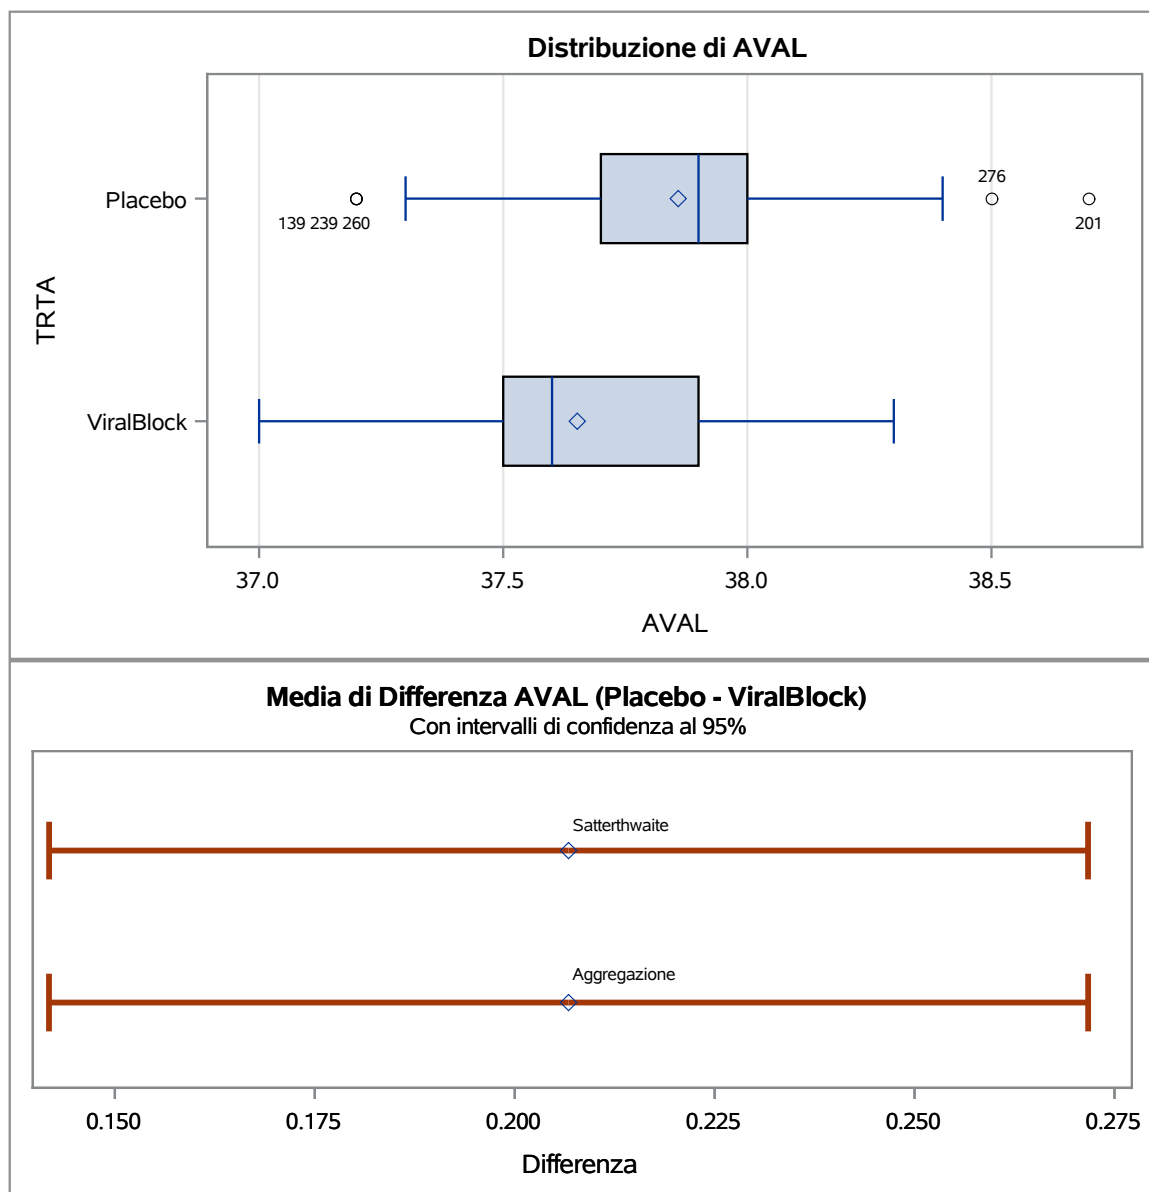 Distribuzione di AVAL
TRTA
Placebo
139 239 260
276
201
ViralBlock
37.0 37.5 38.0 38.5
AVAL
Media di Differenza AVAL (Placebo - ViralBlock)
Con intervalli di confidenza al 95%
Satterthwaite
Aggregazione
0.150 0.175 0.200 0.225 0.250 0.275
Differenza